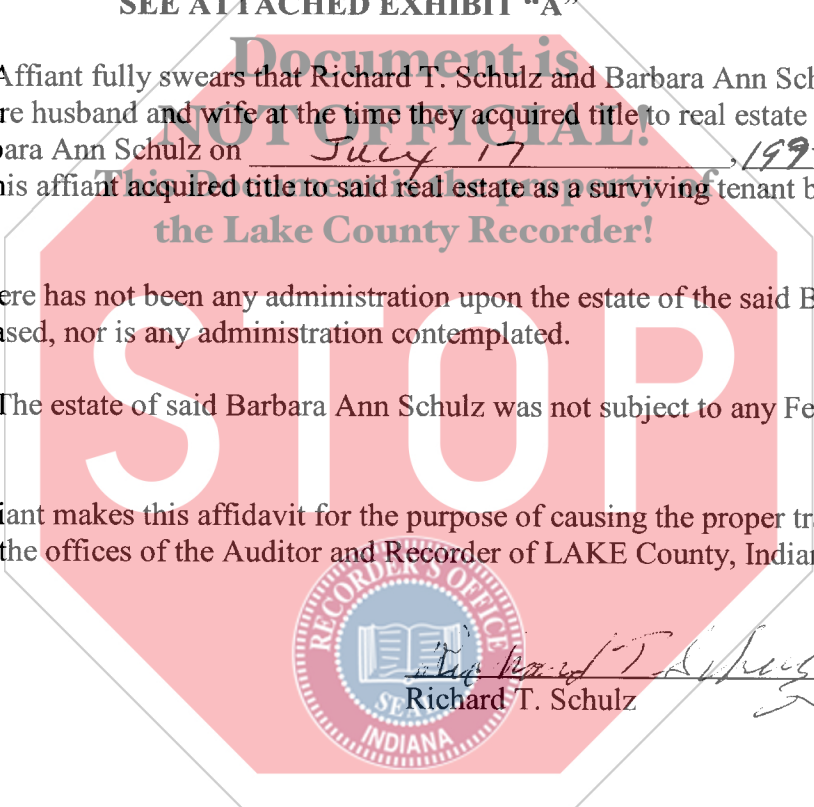 SEE ATTACHED EXHIBIT "A"
Document is
Affiant fully swears that Richard T. Schulz and Barbara Ann Sch
re husband and wife at the time they acquired title to real estate
NOT OFFICIAL!
bara Ann Schulz on July 17, 199
This Document is the property of
his affiant acquired title to said real estate as a surviving tenant b
the Lake County Recorder!
ere has not been any administration upon the estate of the said B
ased, nor is any administration contemplated.
STOP
The estate of said Barbara Ann Schulz was not subject to any Fe
iant makes this affidavit for the purpose of causing the proper tr
the offices of the Auditor and Recorder of LAKE County, Indian
RECORDER'S OFFICE
Richard T. Schulz
Richard T. Schulz
SEAL
INDIANA